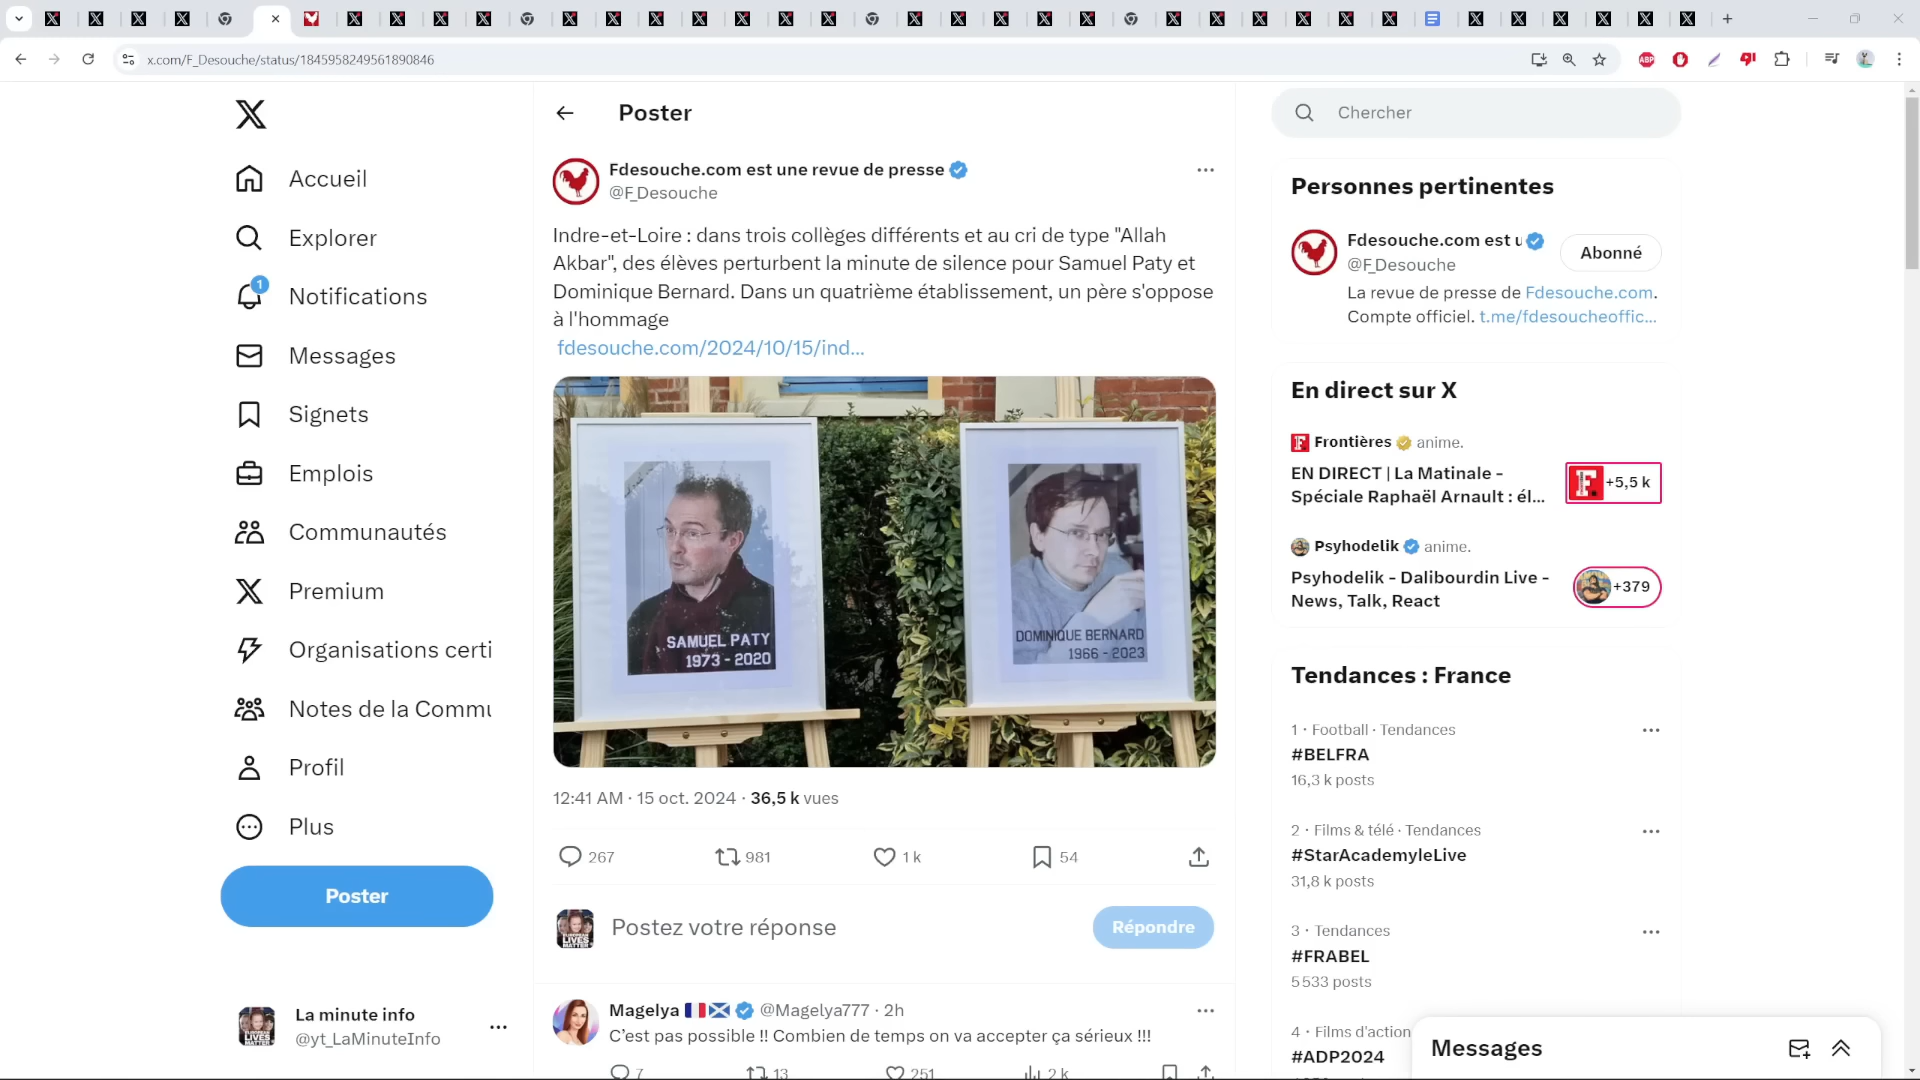 x.com/F_Desouche/status/1845958249561890846
ABP
Accueil
Explorer
1
Notifications
Messages
Signets
Emplois
Communautés
Premium
Organisations certi
Notes de la Commu
Profil
Plus
Poster
La minute info
@yt_LaMinuteInfo
Poster
Fdesouche.com est une revue de presse
@F_Desouche
Indre-et-Loire : dans trois collèges différents et au cri de type "Allah
Akbar", des élèves perturbent la minute de silence pour Samuel Paty et
Dominique Bernard. Dans un quatrième établissement, un père s'oppose
à l'hommage
fdesouche.com/2024/10/15/ind...
SAMUEL PATY
1973 - 2020
DOMINIQUE BERNARD
1966 - 2023
12:41 AM · 15 oct. 2024 · 36,5 k vues
267 981 1 k 54
Postez votre réponse
Répondre
Magelya @Magelya777 · 2h
C'est pas possible !! Combien de temps on va accepter ça sérieux !!!
7 13 251 2 k
Chercher
Personnes pertinentes
Fdesouche.com est u
@F_Desouche
Abonné
La revue de presse de Fdesouche.com.
Compte officiel. t.me/fdesoucheoffic...
En direct sur X
Frontières anime.
EN DIRECT | La Matinale -
Spéciale Raphaël Arnault : él...
+5,5 k
Psyhodelik anime.
Psyhodelik - Dalibourdin Live -
News, Talk, React
+379
Tendances : France
1 · Football · Tendances
#BELFRA
16,3 k posts
2 · Films & télé · Tendances
#StarAcademyleLive
31,8 k posts
3 · Tendances
#FRABEL
5 533 posts
4 · Films d'action
#ADP2024
Messages